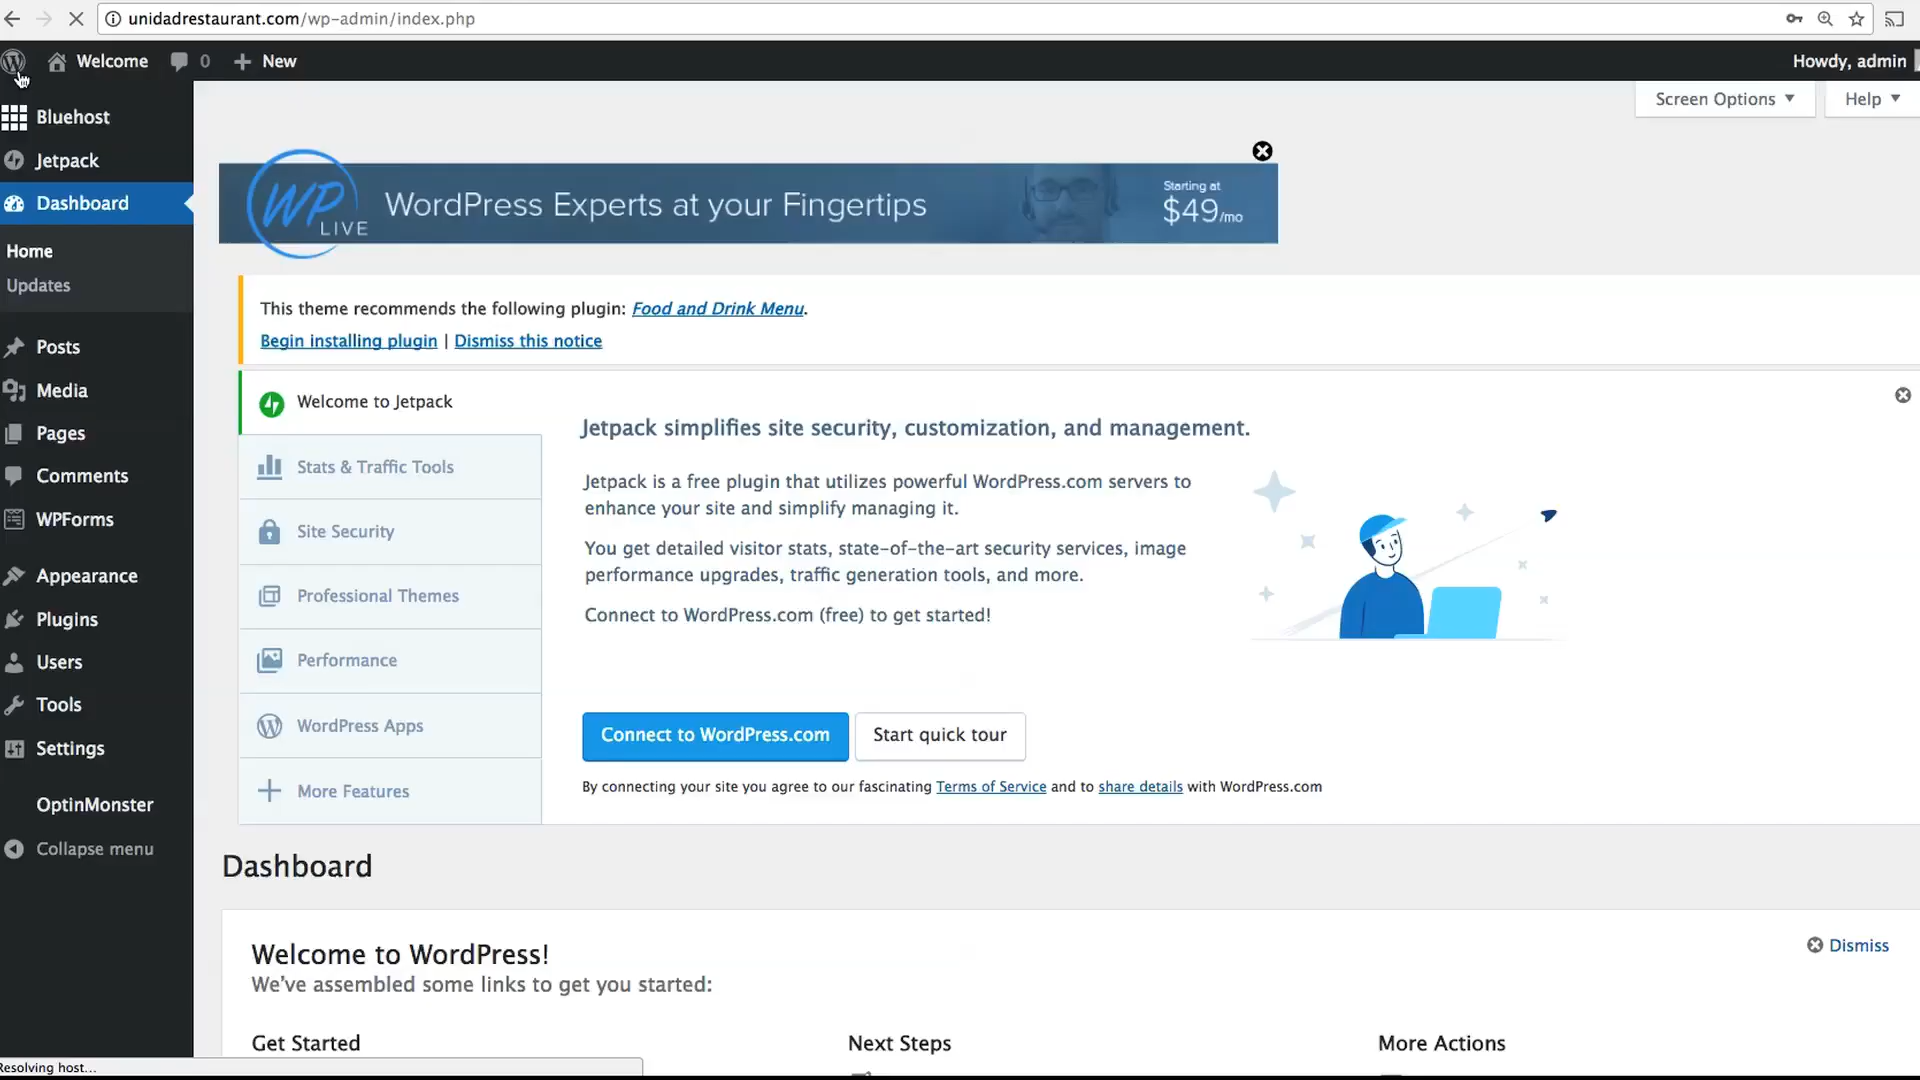 unidadrestaurant.com/wp-admin/index.php
Welcome 0 New Howdy, admin
Screen Options Help
Bluehost
Jetpack
Dashboard
Home
Updates
Posts
Media
Pages
Comments
WPForms
Appearance
Plugins
Users
Tools
Settings
OptinMonster
Collapse menu
WP LIVE
WordPress Experts at your Fingertips
Starting at
$49/mo
This theme recommends the following plugin: Food and Drink Menu.
Begin installing plugin | Dismiss this notice
Welcome to Jetpack
Stats & Traffic Tools
Site Security
Professional Themes
Performance
WordPress Apps
More Features
Jetpack simplifies site security, customization, and management.
Jetpack is a free plugin that utilizes powerful WordPress.com servers to
enhance your site and simplify managing it.
You get detailed visitor stats, state-of-the-art security services, image
performance upgrades, traffic generation tools, and more.
Connect to WordPress.com (free) to get started!
Connect to WordPress.com Start quick tour
By connecting your site you agree to our fascinating Terms of Service and to share details with WordPress.com
Dashboard
Welcome to WordPress!
Dismiss
We've assembled some links to get you started:
Get Started Next Steps More Actions
Resolving host...